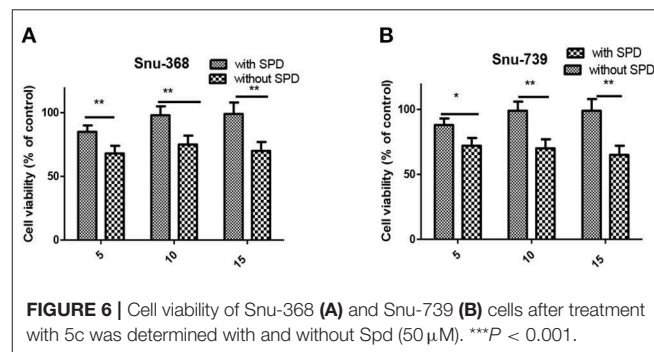 A
Snu-368
with SPD
without SPD
Cell viability (% of control)
100
50
0
**
**
**
5
10
15
B
Snu-739
with SPD
without SPD
Cell viability (% of control)
100
50
0
*
**
**
5
10
15
FIGURE 6 | Cell viability of Snu-368 (A) and Snu-739 (B) cells after treatment
with 5c was determined with and without Spd (50 μM). ***P < 0.001.